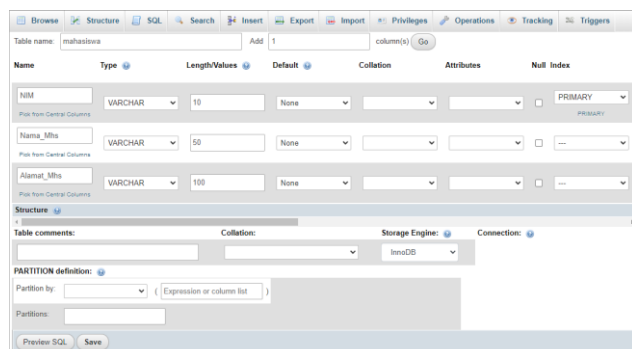 Browse Structure SQL Search Insert Export Import Privileges Operations Tracking Triggers
Table name: mahasiswa Add 1 column(s) Go
Name Type Length/Values Default Collation Attributes Null Index
NIM VARCHAR 10 None PRIMARY
Pick from Central Columns PRIMARY
Nama_Mhs VARCHAR 50 None ---
Pick from Central Columns
Alamat_Mhs VARCHAR 100 None ---
Pick from Central Columns
Structure
Table comments: Collation: Storage Engine: Connection:
InnoDB
PARTITION definition:
Partition by: ( Expression or column list )
Partitions:
Preview SQL Save